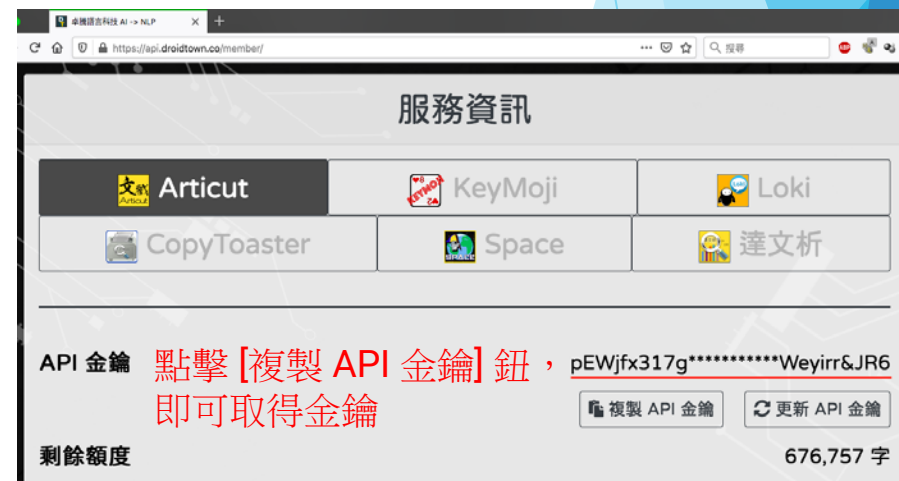 卓騰語言科技 AI -> NLP
https://api.droidtown.co/member/
搜尋
服務資訊
Articut
KeyMoji
Loki
CopyToaster
Space
達文析
API 金鑰
點擊 [複製 API 金鑰] 鈕，
即可取得金鑰
pEWjfx317g***********Weyirr&JR6
複製 API 金鑰
更新 API 金鑰
剩餘額度
676,757 字